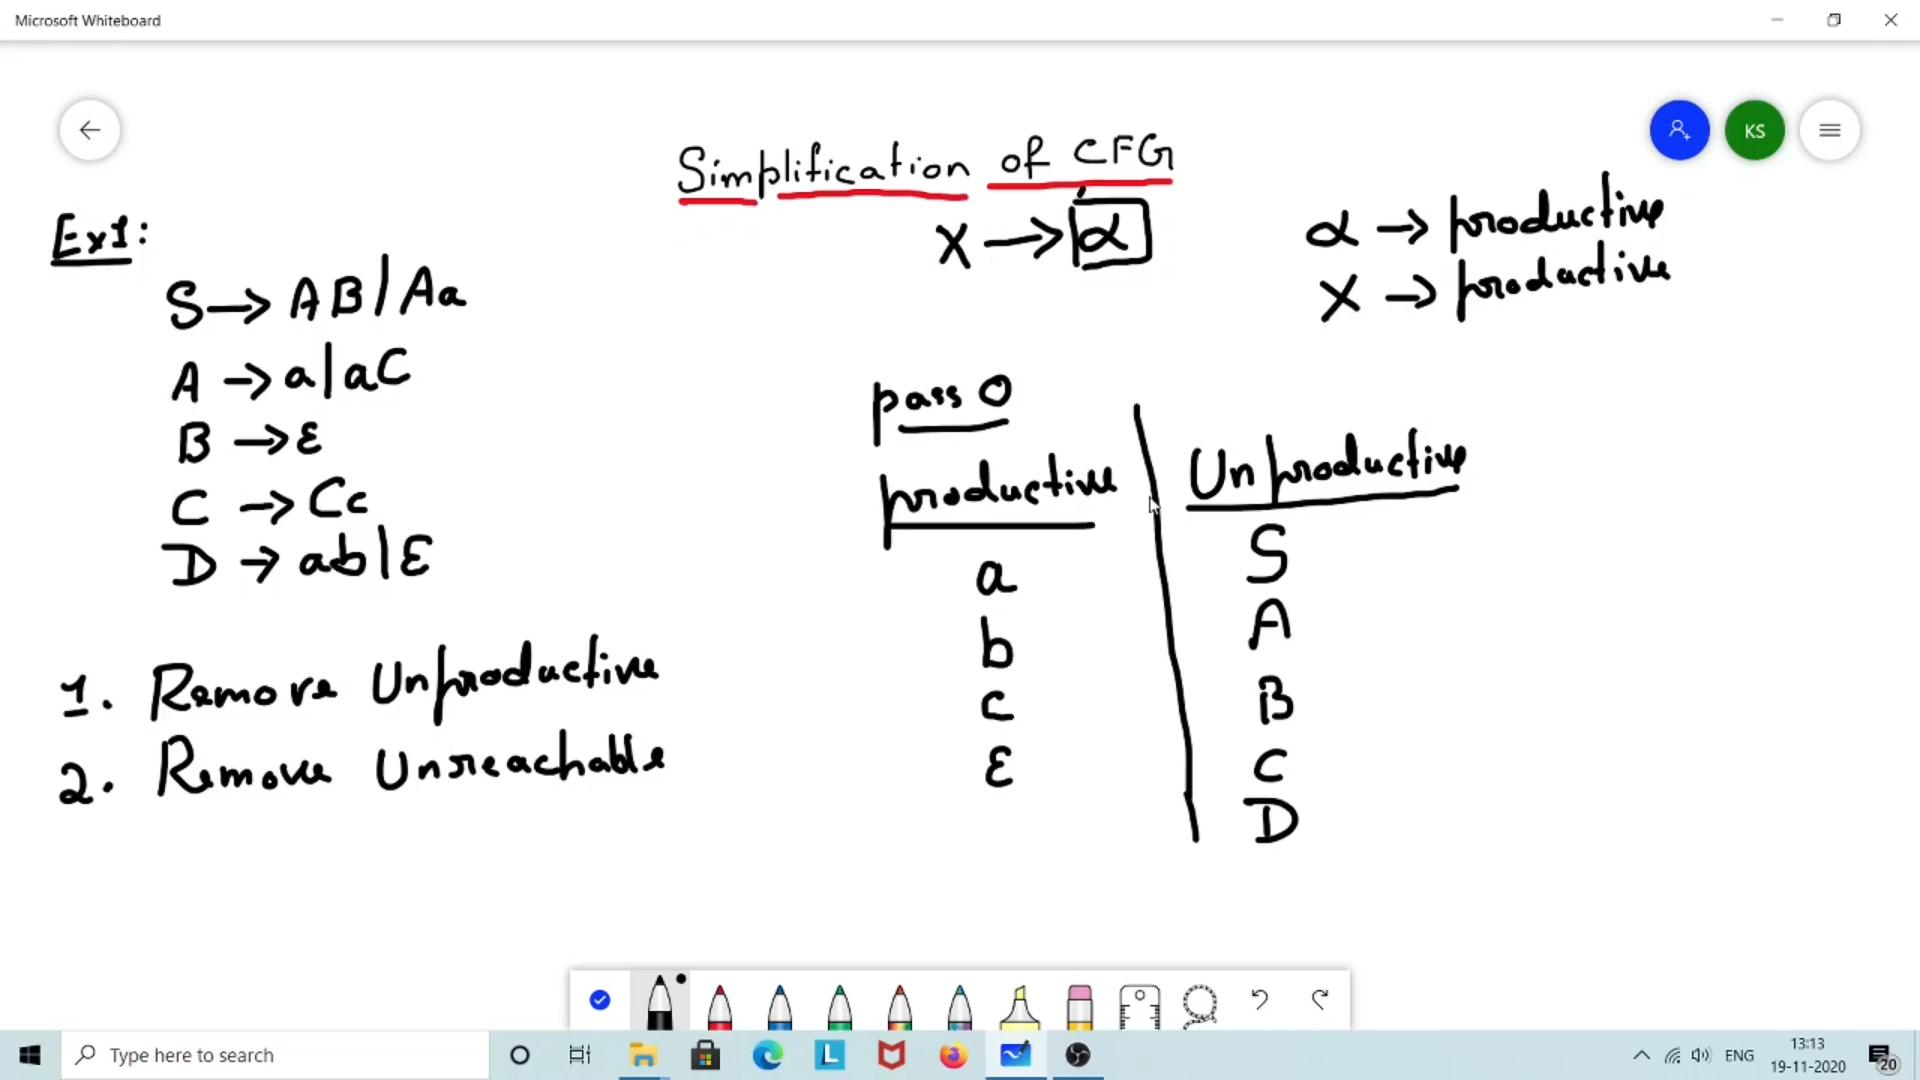 Microsoft Whiteboard
KS
Simplification of CFG
X → α
α → productive
X → productive
Ex1:
S → AB | Aa
A → a | aC
B → ε
C → Cc
D → ab | ε
1. Remove Unproductive
2. Remove Unreachable
pass 0
productive
Unproductive
a
S
b
A
c
B
ε
C
D
Type here to search
L
ENG
13:13
19-11-2020
20